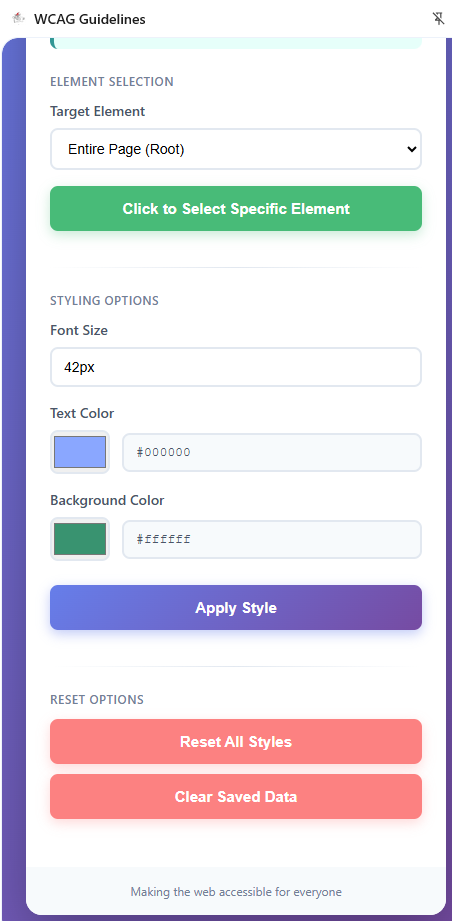 WCAG Guidelines
ELEMENT SELECTION
Target Element
Entire Page (Root)
Click to Select Specific Element
STYLING OPTIONS
Font Size
42px
Text Color
#000000
Background Color
#ffffff
Apply Style
RESET OPTIONS
Reset All Styles
Clear Saved Data
Making the web accessible for everyone